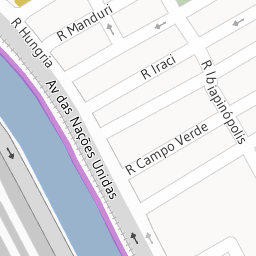 R Hungria
R Manduri
R Iraci
R Ibiapinópolis
Av das Nações Unidas
R Campo Verde